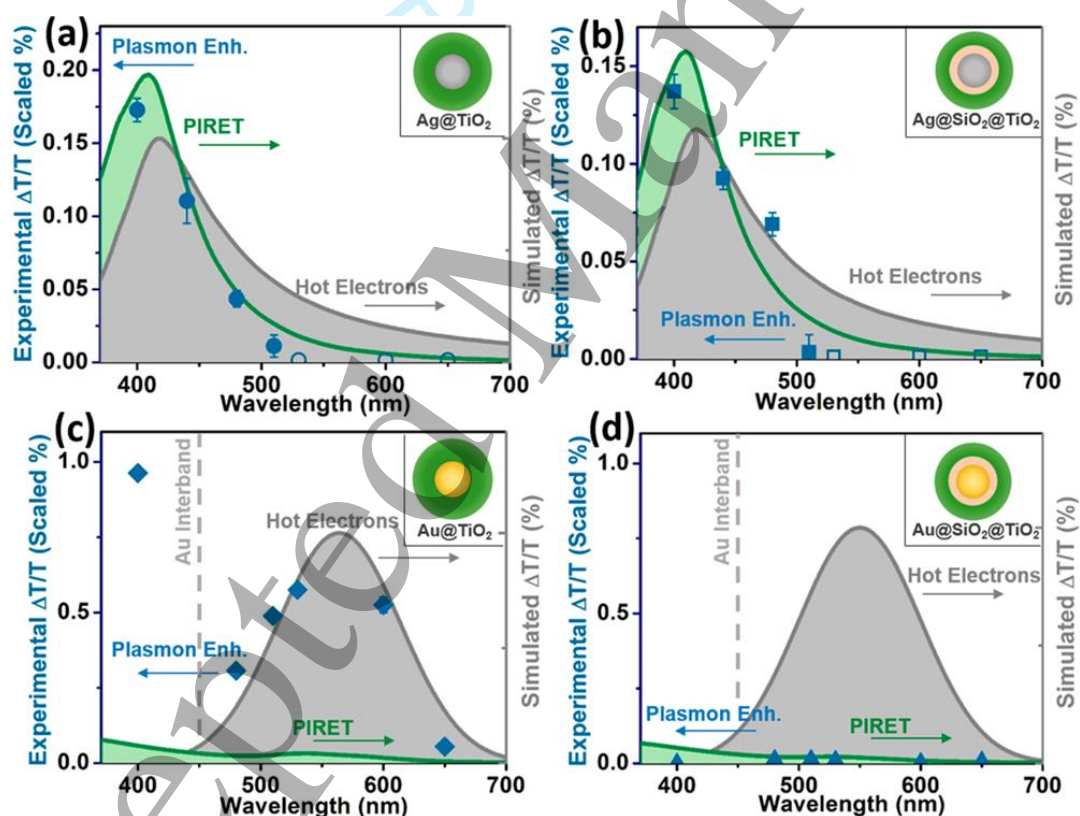 (a)
Experimental ΔT/T (Scaled %)
0.20
0.15
0.10
0.05
0.00
Plasmon Enh.
PIRET
Hot Electrons
Ag@TiO₂
Simulated ΔT/T (%)
400 500 600 700
Wavelength (nm)
(b)
Experimental ΔT/T (Scaled %)
0.15
0.10
0.05
0.00
PIRET
Hot Electrons
Plasmon Enh.
Ag@SiO₂@TiO₂
Simulated ΔT/T (%)
400 500 600 700
Wavelength (nm)
(c)
Experimental ΔT/T (Scaled %)
1.0
0.5
0.0
Au Interband
Hot Electrons
Au@TiO₂
Plasmon Enh.
PIRET
Simulated ΔT/T (%)
400 500 600 700
Wavelength (nm)
(d)
Experimental ΔT/T (Scaled %)
1.0
0.5
0.0
Au Interband
Au@SiO₂@TiO₂
Hot Electrons
Plasmon Enh.
PIRET
Simulated ΔT/T (%)
400 500 600 700
Wavelength (nm)
epted Man